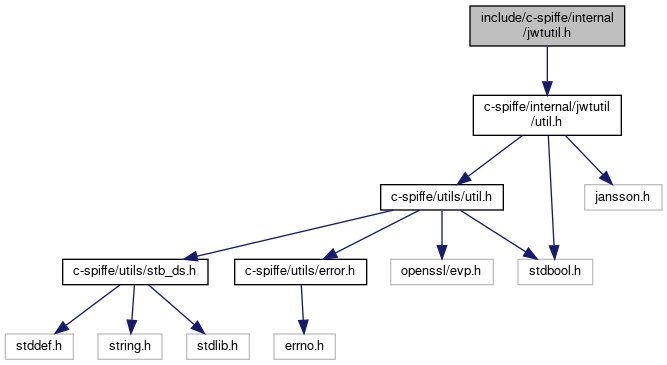 include/c-spiffe/internal
/jwtutil.h
c-spiffe/internal/jwtutil
/util.h
c-spiffe/utils/util.h
jansson.h
c-spiffe/utils/stb_ds.h
c-spiffe/utils/error.h
openssl/evp.h
stdbool.h
stddef.h
string.h
stdlib.h
errno.h